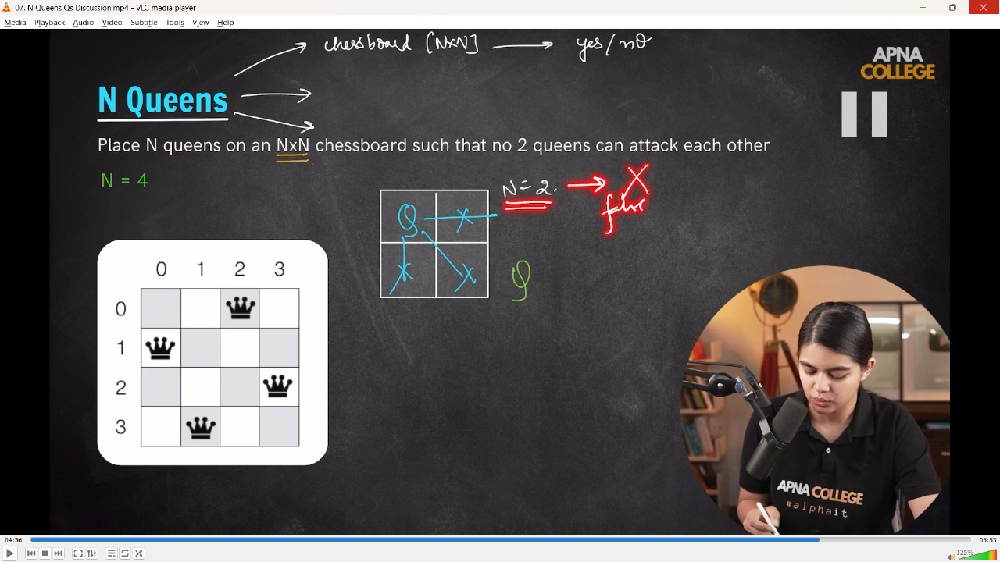 07. N Queens Qs Discussion.mp4 - VLC media player
Media Playback Audio Video Subtitle Tools View Help
chessboard [NxN] yes/no
APNA
COLLEGE
N Queens
Place N queens on an NxN chessboard such that no 2 queens can attack each other
N = 4
N = 2. X
false
Q X
X X
Q
0 1 2 3
0
1
2
3
APNA COLLEGE
#alphait
04:56 05:53
125%